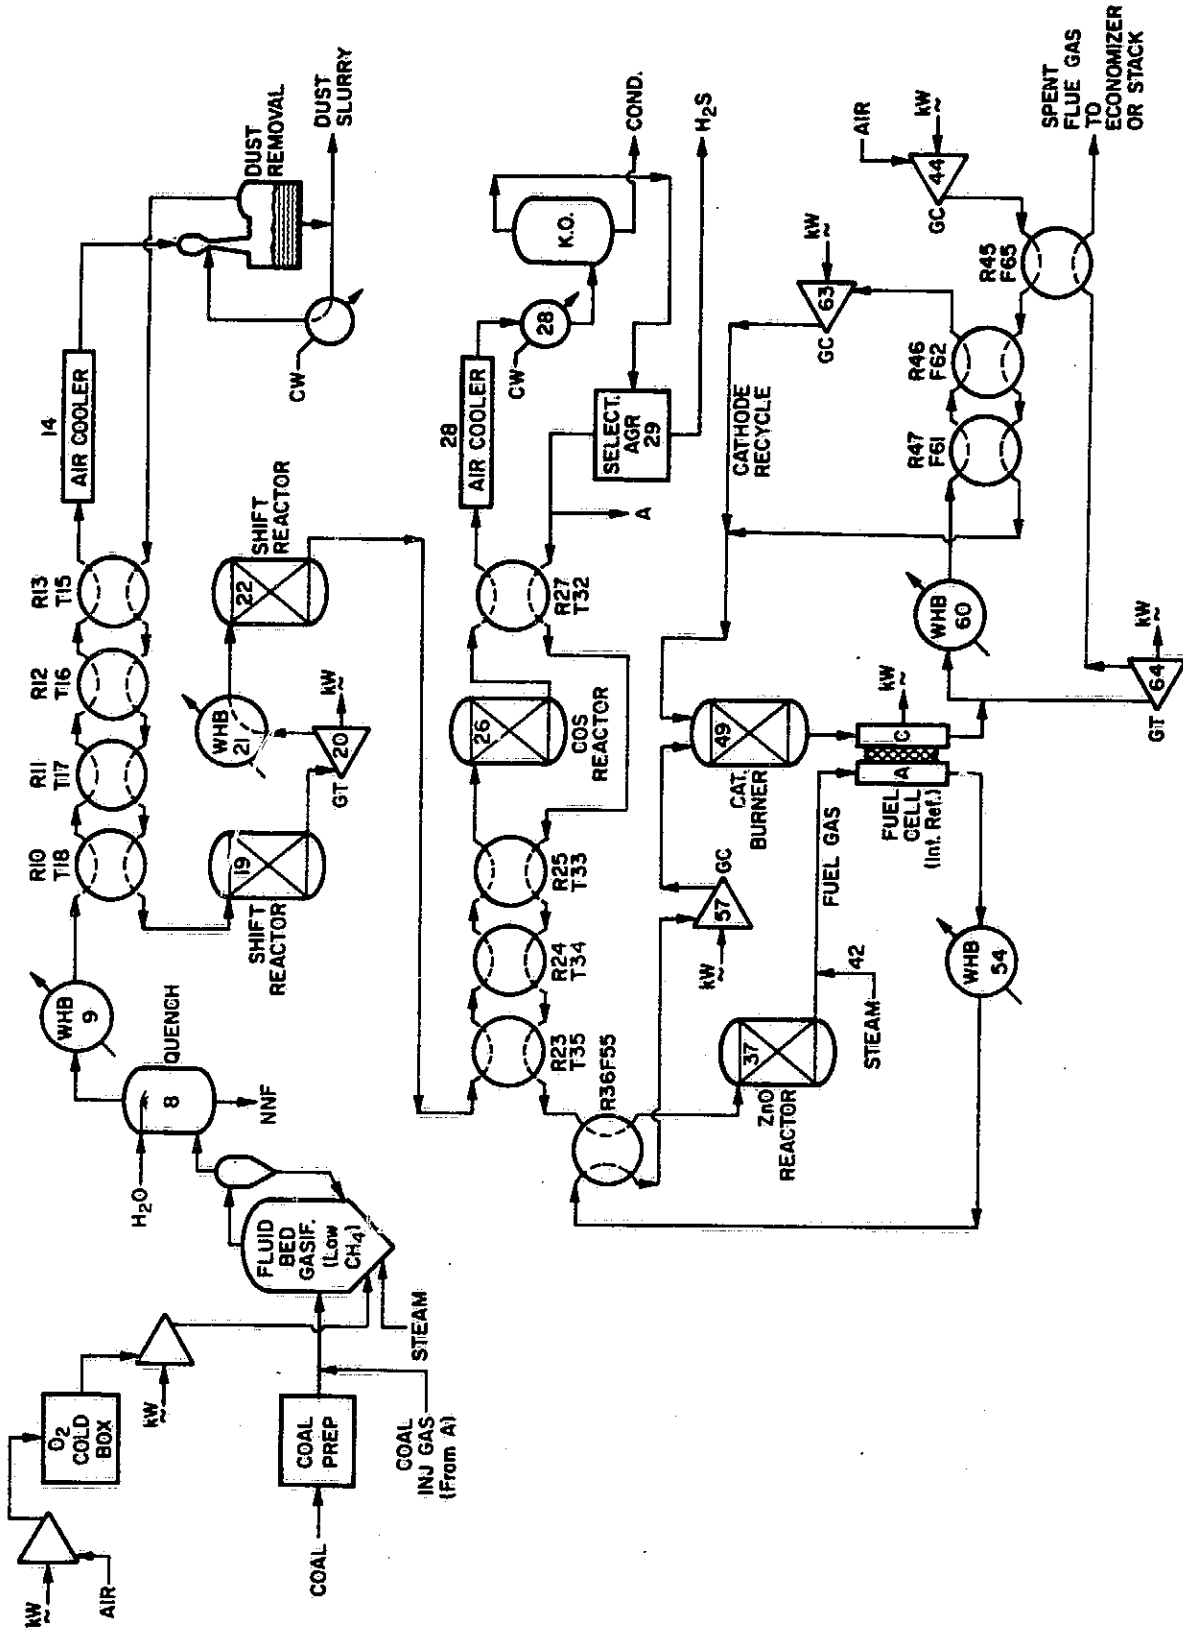 kW
~
AIR
O2
COLD
BOX
kW
~
COAL
COAL
PREP
COAL
INJ GAS
(From A)
STEAM
FLUID
BED
GASIF.
(Low
CH4)
H2O
8
QUENCH
NNF
WHB
9
R10
T18
R11
T17
R12
T16
R13
T15
14
AIR COOLER
DUST
REMOVAL
DUST
SLURRY
CW
19
SHIFT
REACTOR
20
GT
kW
~
WHB
21
22
SHIFT
REACTOR
R23
T35
R24
T34
R25
T33
26
COS
REACTOR
R27
T32
28
AIR COOLER
CW
28
K.O.
COND.
SELECT.
AGR
29
H2S
A
R36F55
37
ZnO
REACTOR
STEAM
42
FUEL GAS
kW
~
57
GC
49
CAT.
BURNER
CATHODE
RECYCLE
A
C
kW
~
FUEL
CELL
(Int. Ref.)
WHB
54
WHB
60
R47
F61
R46
F62
63
GC
kW
~
R45
F65
44
GC
AIR
kW
~
64
GT
kW
~
SPENT
FLUE GAS
TO
ECONOMIZER
OR STACK